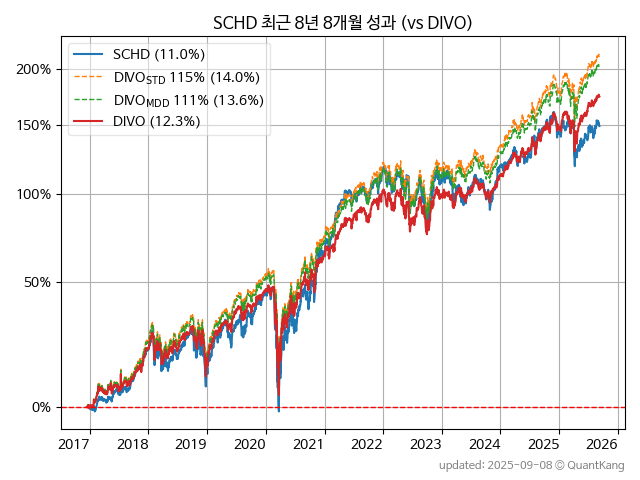 SCHD 최근 8년 8개월 성과 (vs DIVO)
SCHD (11.0%)
DIVO_STD 115% (14.0%)
DIVO_MDD 111% (13.6%)
DIVO (12.3%)
200%
150%
100%
50%
0%
2017 2018 2019 2020 2021 2022 2023 2024 2025 2026
updated: 2025-09-08 © QuantKang